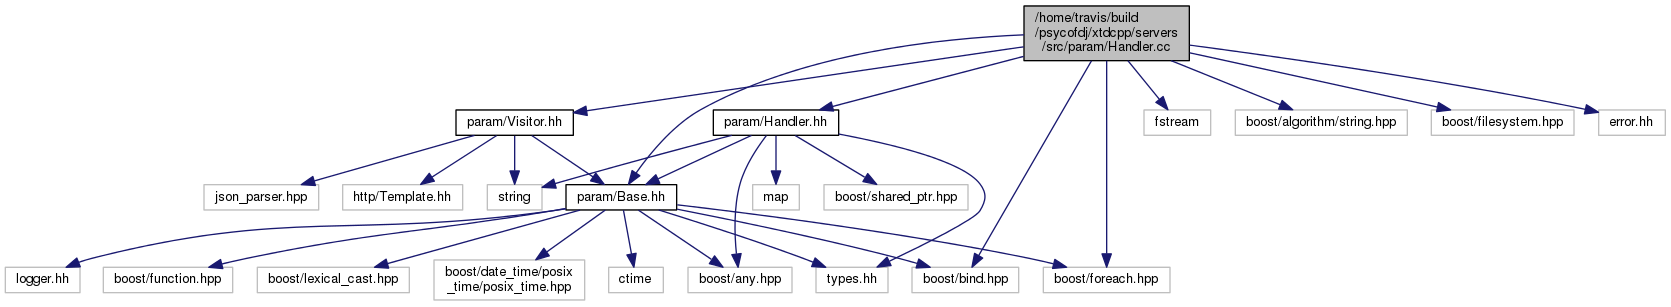 /home/travis/build
/psycofdj/xtdcpp/servers
/src/param/Handler.cc
param/Visitor.hh
param/Handler.hh
fstream
boost/algorithm/string.hpp
boost/filesystem.hpp
error.hh
json_parser.hpp
http/Template.hh
string
param/Base.hh
map
boost/shared_ptr.hpp
logger.hh
boost/function.hpp
boost/lexical_cast.hpp
boost/date_time/posix
_time/posix_time.hpp
ctime
boost/any.hpp
types.hh
boost/bind.hpp
boost/foreach.hpp